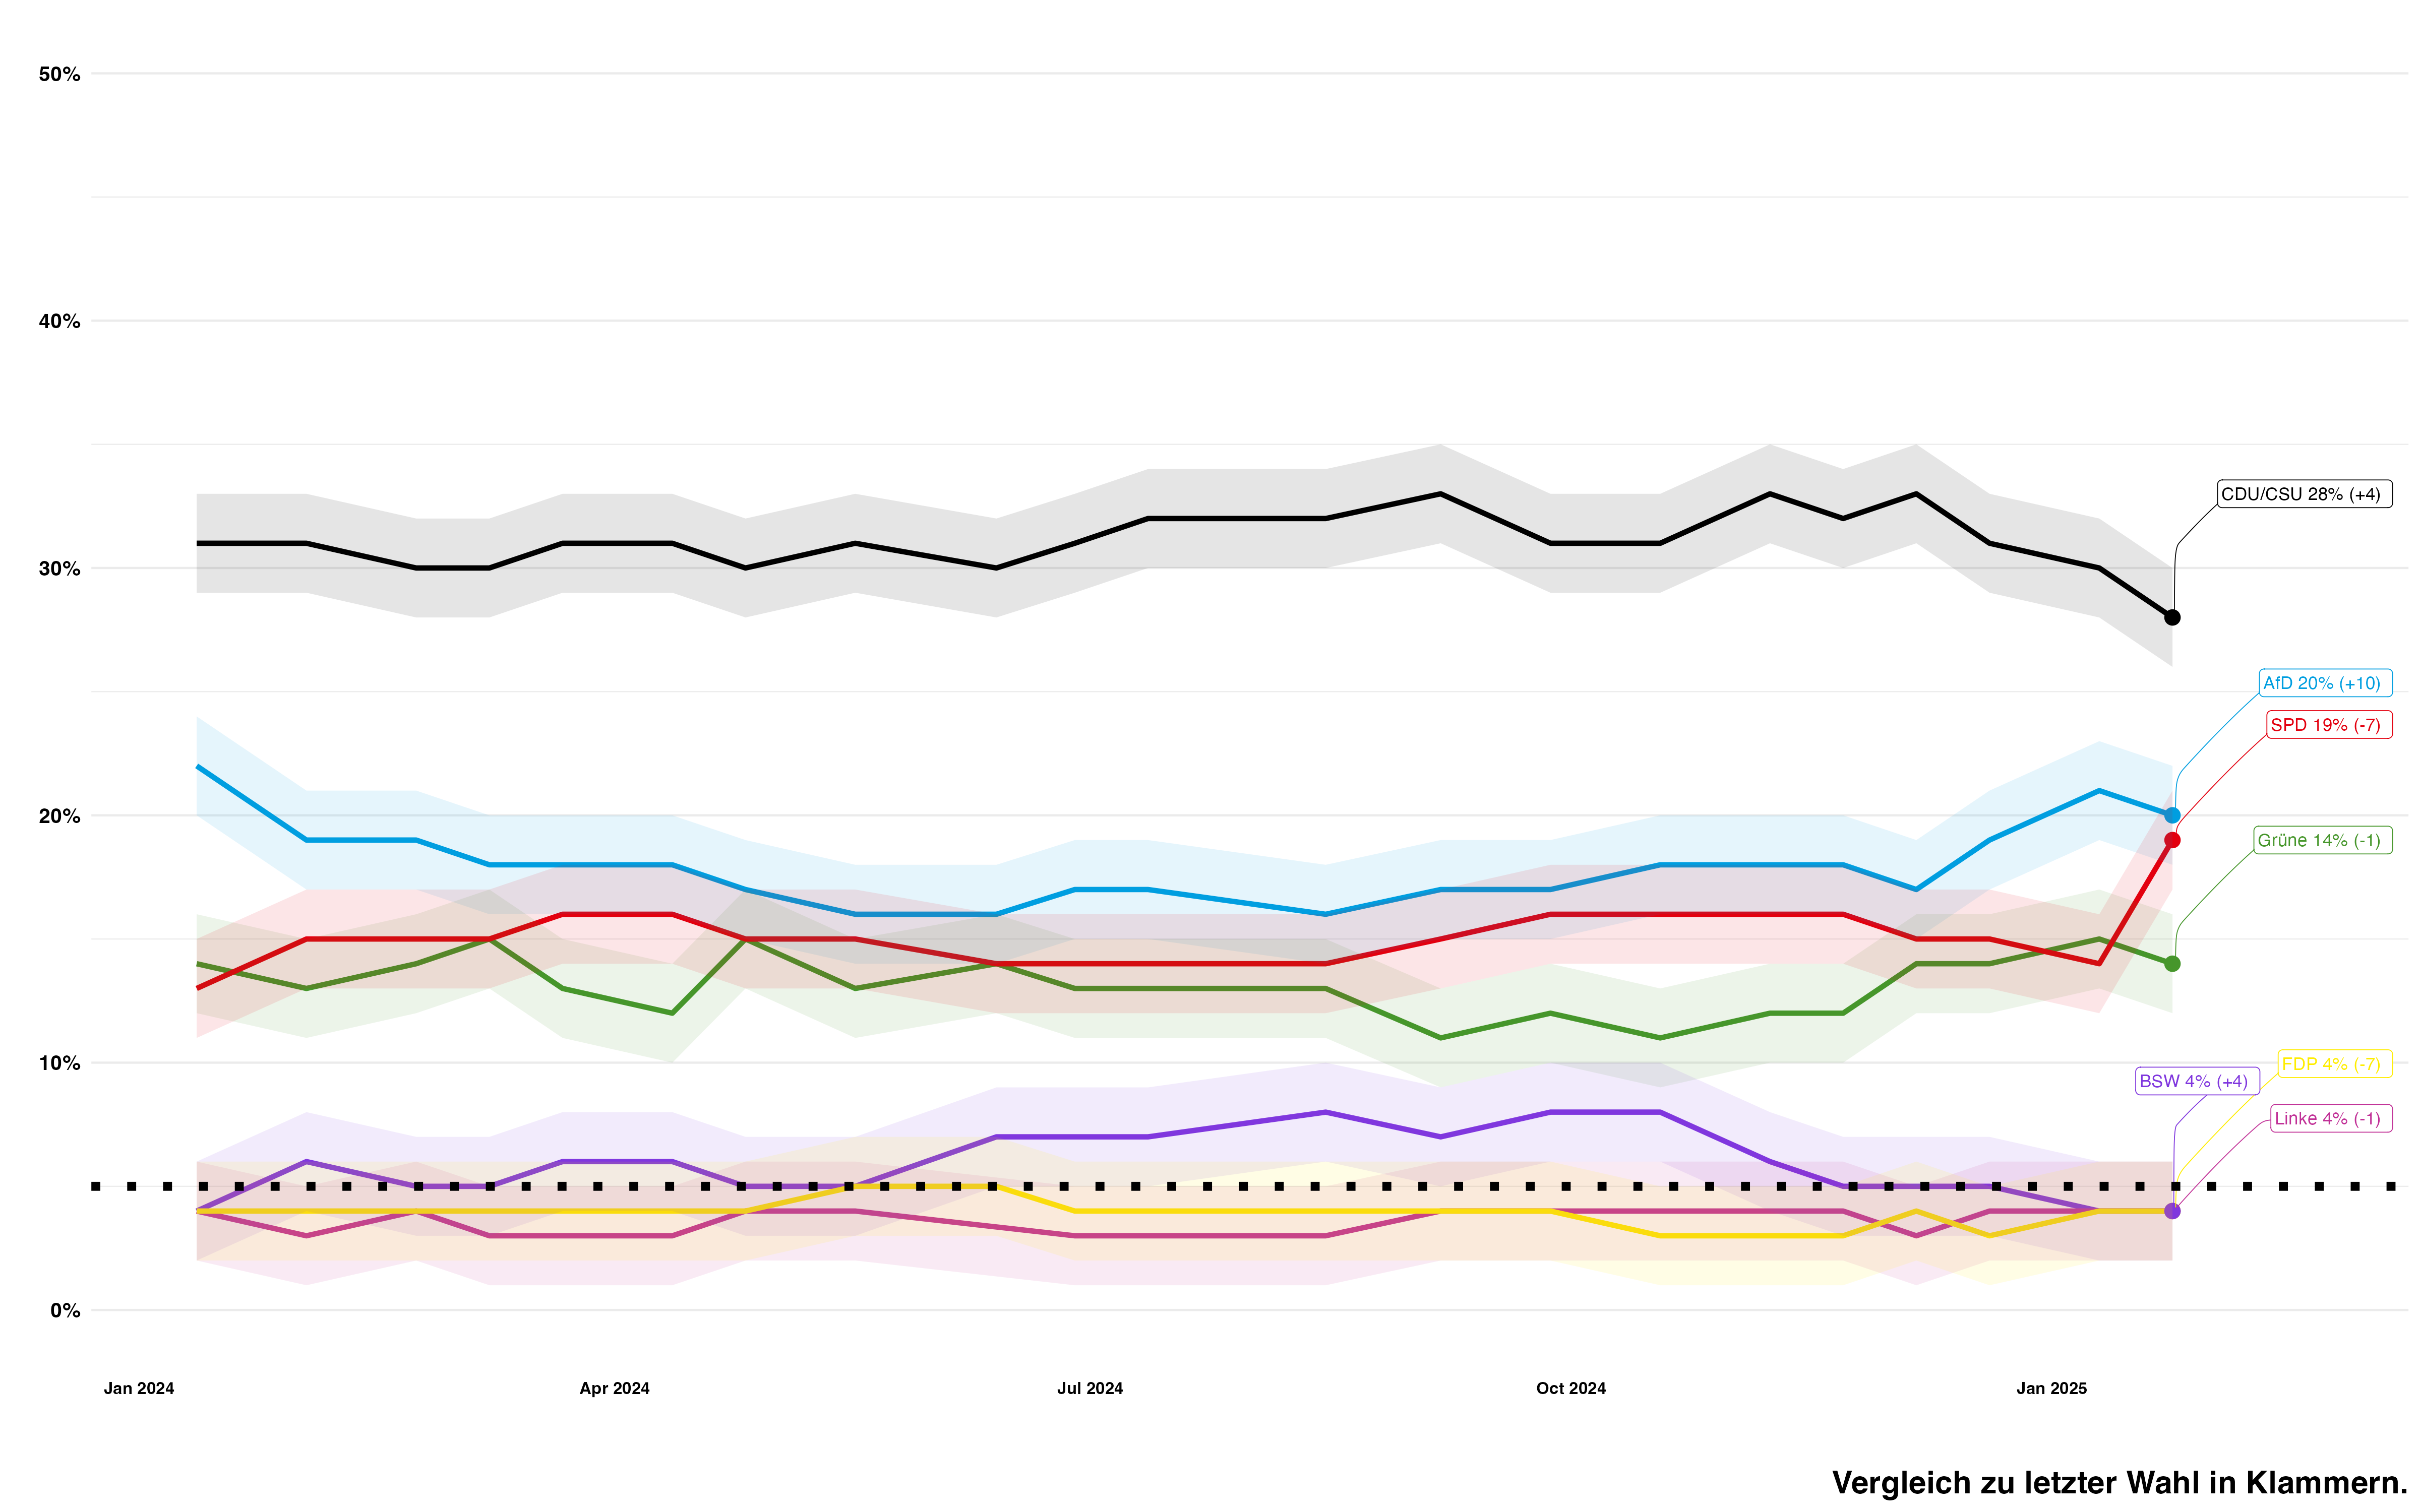 50%
40%
30%
20%
10%
0%
CDU/CSU 28% (+4)
AfD 20% (+10)
SPD 19% (-7)
Grüne 14% (-1)
FDP 4% (-7)
BSW 4% (+4)
Linke 4% (-1)
Jan 2024
Apr 2024
Jul 2024
Oct 2024
Jan 2025
Vergleich zu letzter Wahl in Klammern.